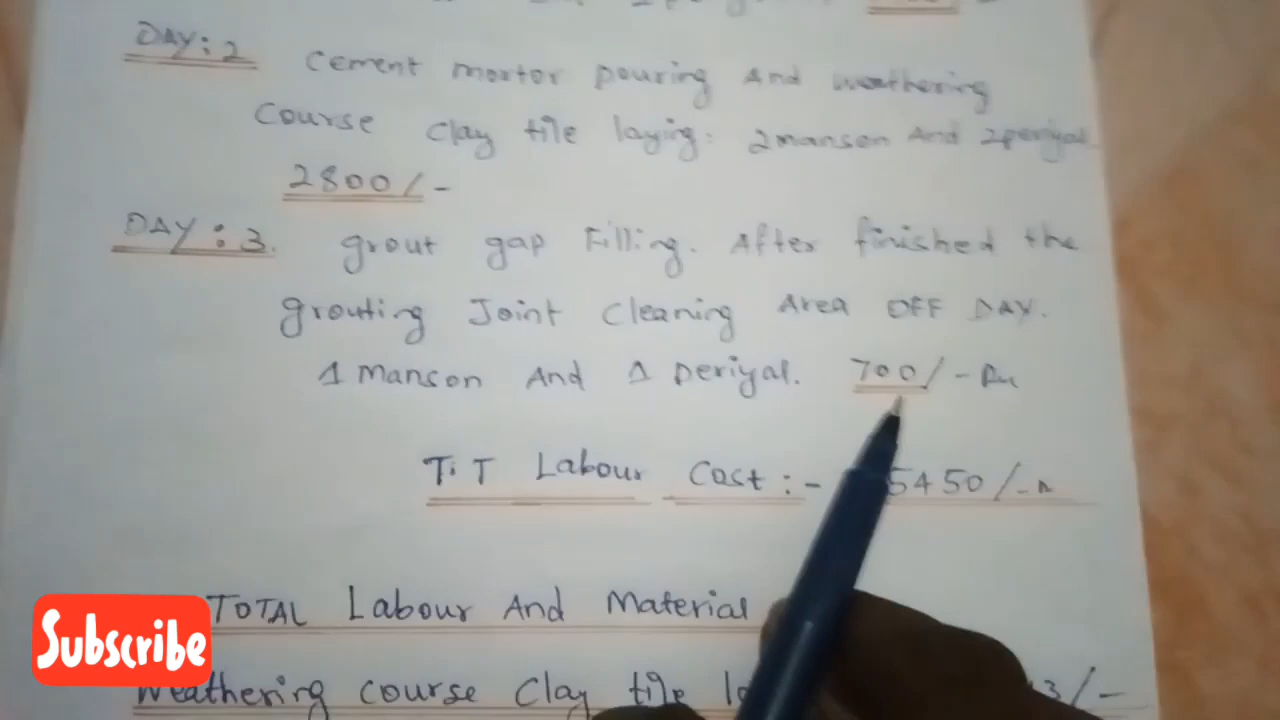 DAY: 2 cement mortor pouring And weathering
course clay tile laying: 2manson And 2periyal.
2800/-
DAY: 3. grout gap Filling. After finished the
grouting Joint cleaning Area OFF DAY.
1 manson And 1 periyal. 700/-
T.T Labour Cost :- 5450/-
TOTAL Labour And Material
Weathering course clay tile 3/-
Subscribe